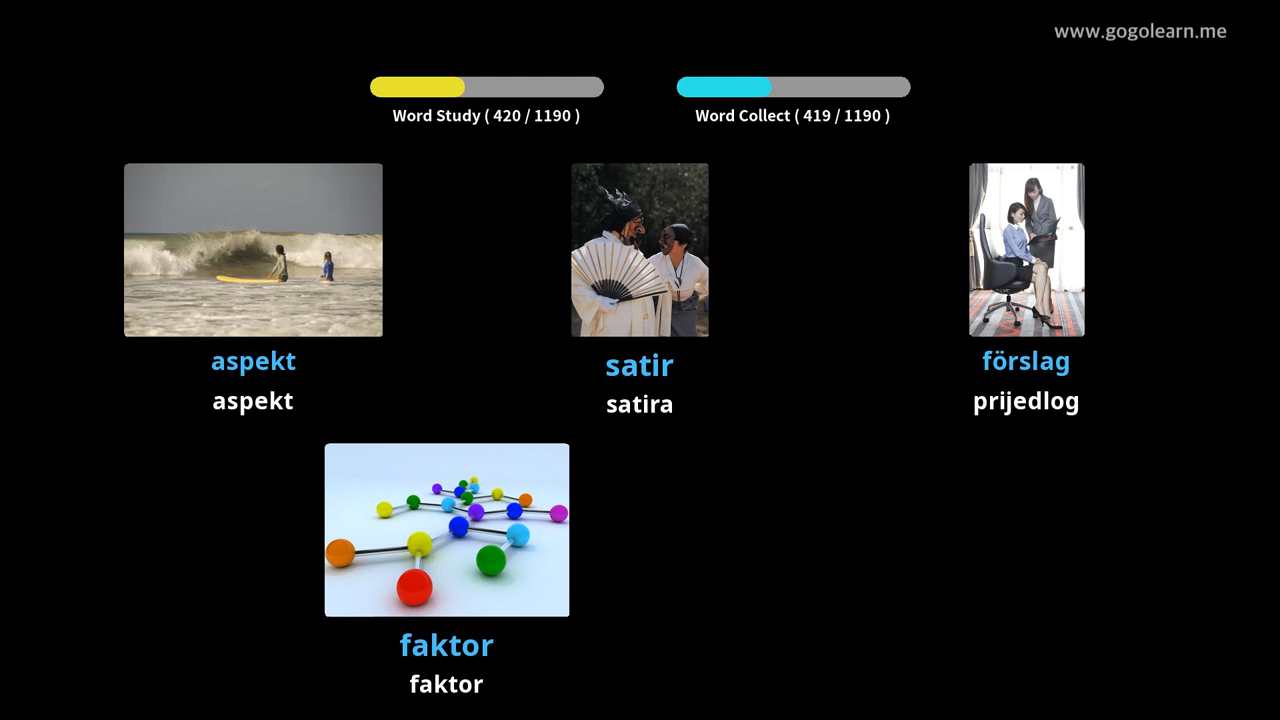 www.gogolearn.me
Word Study ( 420 / 1190 )
Word Collect ( 419 / 1190 )
aspekt
aspekt
satir
satira
förslag
prijedlog
faktor
faktor